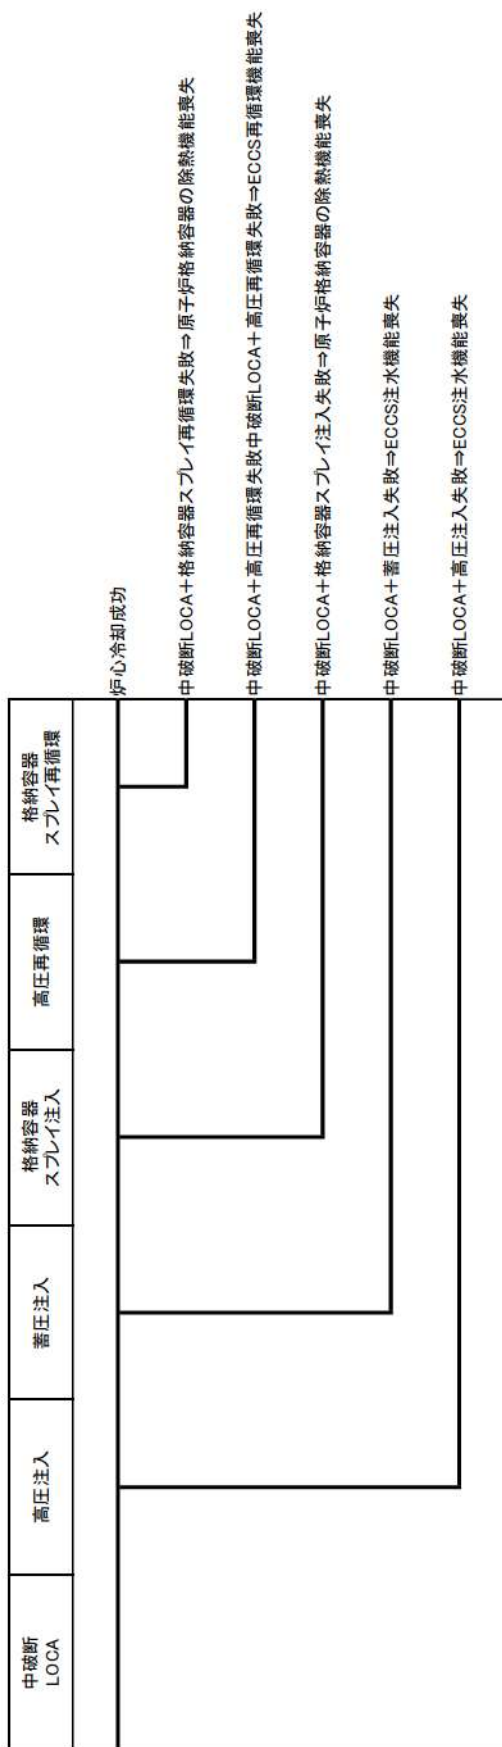 中破断
LOCA
高圧注入
蓄圧注入
格納容器
スプレイ注入
高圧再循環
格納容器
スプレイ再循環
炉心冷却成功
中破断LOCA＋格納容器スプレイ再循環失敗⇒原子炉格納容器の除熱機能喪失
中破断LOCA＋高圧再循環失敗中破断LOCA＋高圧再循環失敗⇒ECCS再循環機能喪失
中破断LOCA＋格納容器スプレイ注入失敗⇒原子炉格納容器の除熱機能喪失
中破断LOCA＋蓄圧注入失敗⇒ECCS注水機能喪失
中破断LOCA＋高圧注入失敗⇒ECCS注水機能喪失